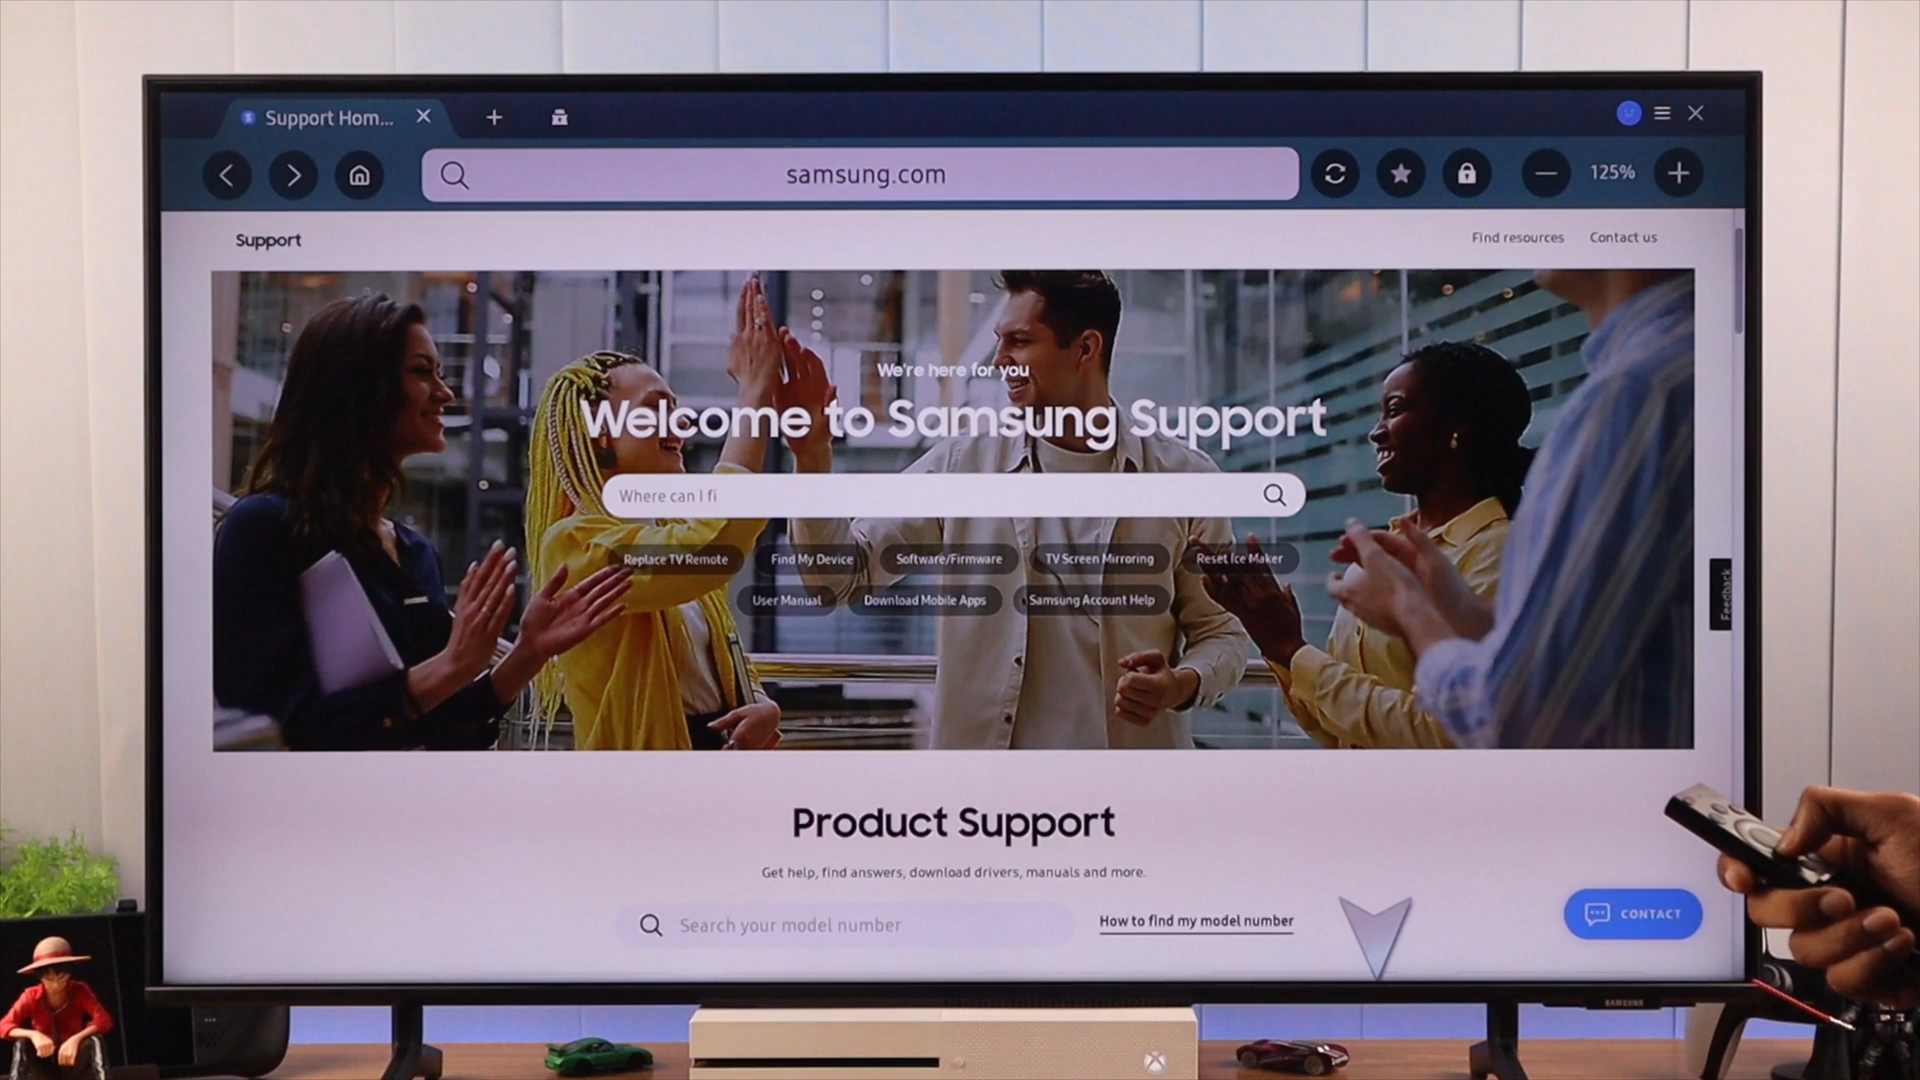 Support Hom...
samsung.com
125%
Support
Find resources
Contact us
We're here for you
Welcome to Samsung Support
Where can I fi
Replace TV Remote
Find My Device
Software/Firmware
TV Screen Mirroring
Reset Ice Maker
User Manual
Download Mobile Apps
Samsung Account Help
Feedback
Product Support
Get help, find answers, download drivers, manuals and more.
Search your model number
How to find my model number
CONTACT
SAMSUNG